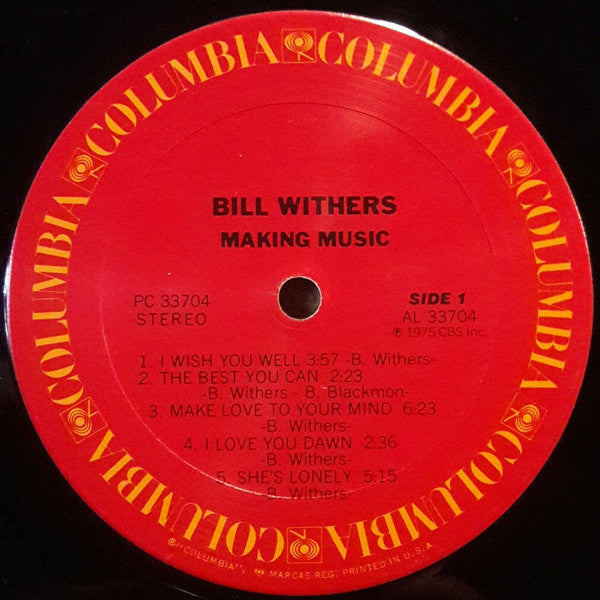 COLUMBIA COLUMBIA COLUMBIA COLUMBIA COLUMBIA COLUMBIA COLUMBIA COLUMBIA
BILL WITHERS
MAKING MUSIC
PC 33704
STEREO
SIDE 1
AL 33704
℗ 1975 CBS Inc.
1. I WISH YOU WELL 3:57 -B. Withers-
2. THE BEST YOU CAN 2:23
-B. Withers - B. Blackmon-
3. MAKE LOVE TO YOUR MIND 6:23
-B. Withers-
4. I LOVE YOU DAWN 2:36
-B. Withers-
5. SHE'S LONELY 5:15
-B. Withers-
®"COLUMBIA", MARCAS REG. PRINTED IN U.S.A.